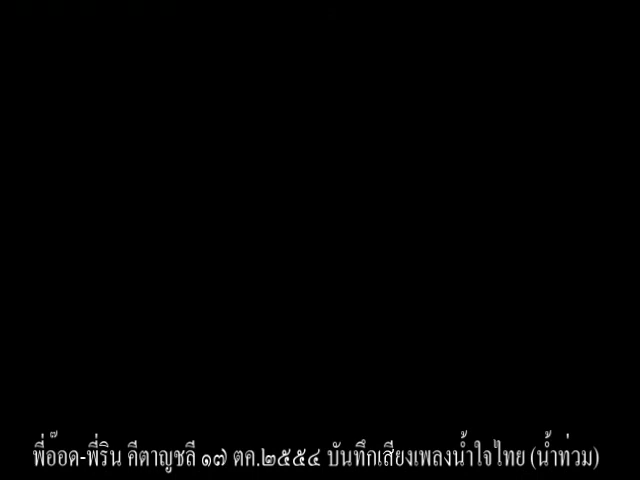 พี่อ๊อด-พี่ริน คีตาญชลี ๑๗ ตค.๒๕๕๔ บันทึกเสียงเพลงน้ำใจไทย (น้ำท่วม)